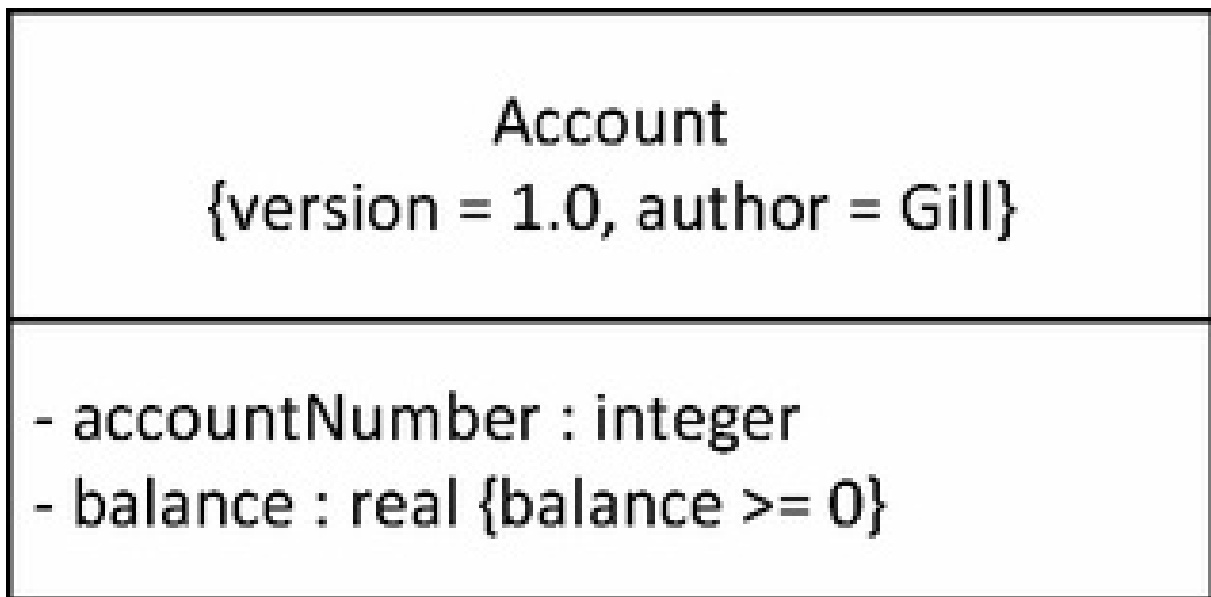 Account
{version = 1.0, author = Gill}
- accountNumber : integer
- balance : real {balance >= 0}